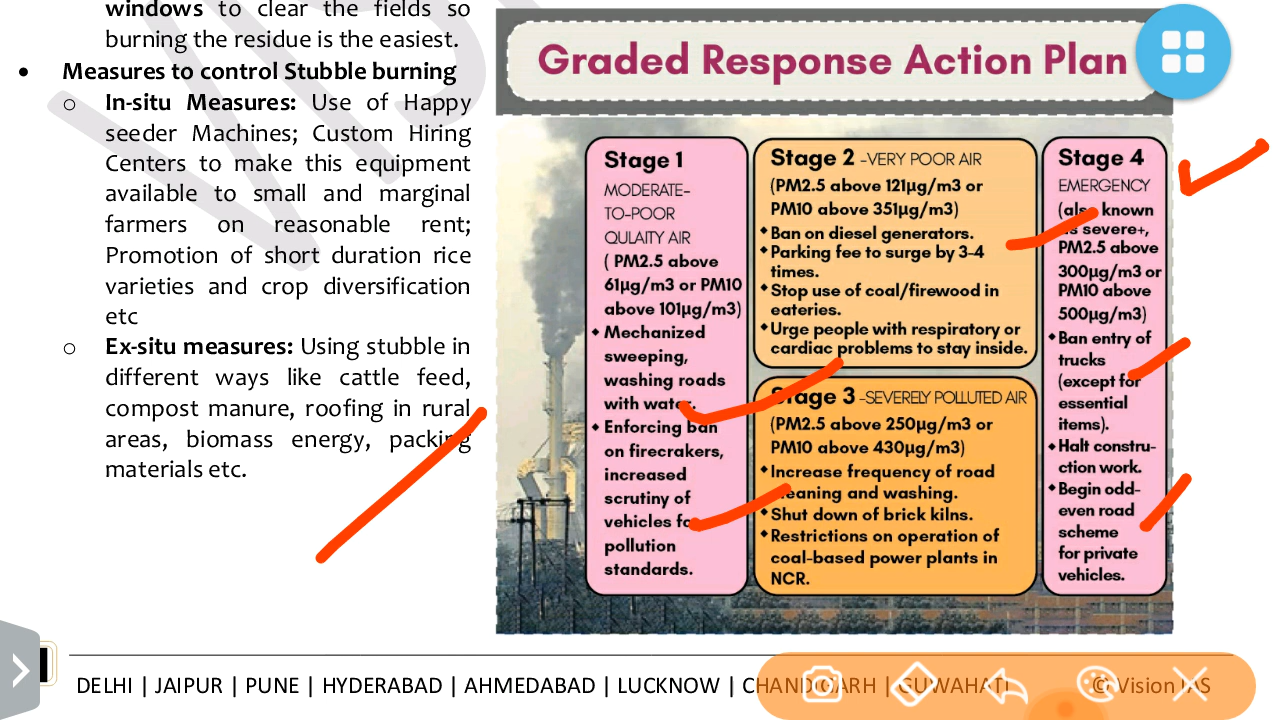 windows to clear the fields so
burning the residue is the easiest.
• Measures to control Stubble burning
o In-situ Measures: Use of Happy
seeder Machines; Custom Hiring
Centers to make this equipment
available to small and marginal
farmers on reasonable rent;
Promotion of short duration rice
varieties and crop diversification
etc
o Ex-situ measures: Using stubble in
different ways like cattle feed,
compost manure, roofing in rural
areas, biomass energy, packing
materials etc.
Graded Response Action Plan
Stage 1
MODERATE-
TO-POOR
QULAITY AIR
( PM2.5 above
61µg/m3 or PM10
above 101µg/m3)
Mechanized
sweeping,
washing roads
with water.
Enforcing ban
on firecrakers,
increased
scrutiny of
vehicles for
pollution
standards.
Stage 2 -VERY POOR AIR
(PM2.5 above 121µg/m3 or
PM10 above 351µg/m3)
Ban on diesel generators.
Parking fee to surge by 3-4
times.
Stop use of coal/firewood in
eateries.
Urge people with respiratory or
cardiac problems to stay inside.
Stage 3 -SEVERELY POLLUTED AIR
(PM2.5 above 250µg/m3 or
PM10 above 430µg/m3)
Increase frequency of road
cleaning and washing.
Shut down of brick kilns.
Restrictions on operation of
coal-based power plants in
NCR.
Stage 4
EMERGENCY
(also known
as severe+,
PM2.5 above
300µg/m3 or
PM10 above
500µg/m3)
Ban entry of
trucks
(except for
essential
items).
Halt constru-
ction work.
Begin odd-
even road
scheme
for private
vehicles.
DELHI | JAIPUR | PUNE | HYDERABAD | AHMEDABAD | LUCKNOW | CHANDIGARH | GUWAHATI
© Vision IAS